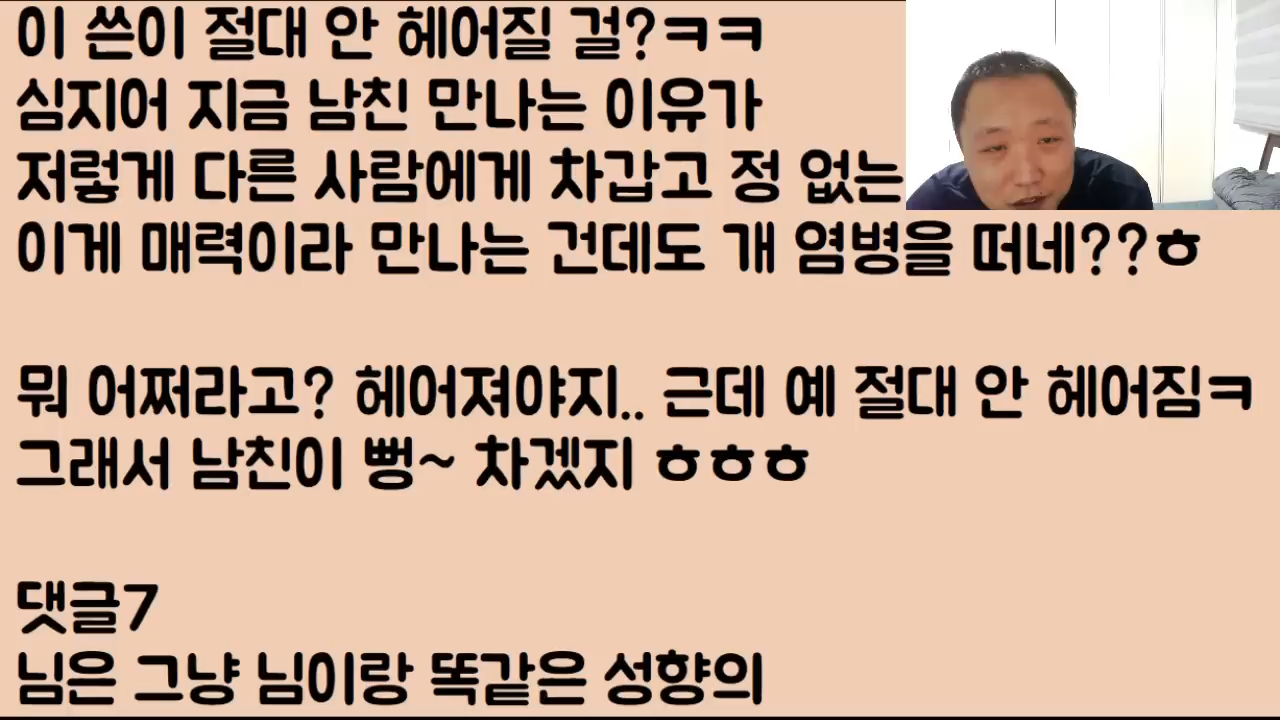 이 쓴이 절대 안 헤어질 걸?ㅋㅋ
심지어 지금 남친 만나는 이유가
저렇게 다른 사람에게 차갑고 정 없는
이게 매력이라 만나는 건데도 개 염병을 떠네??ㅎ
뭐 어쩌라고? 헤어져야지.. 근데 예 절대 안 헤어짐ㅋ
그래서 남친이 뻥~ 차겠지 ㅎㅎㅎ
댓글7
님은 그냥 님이랑 똑같은 성향의